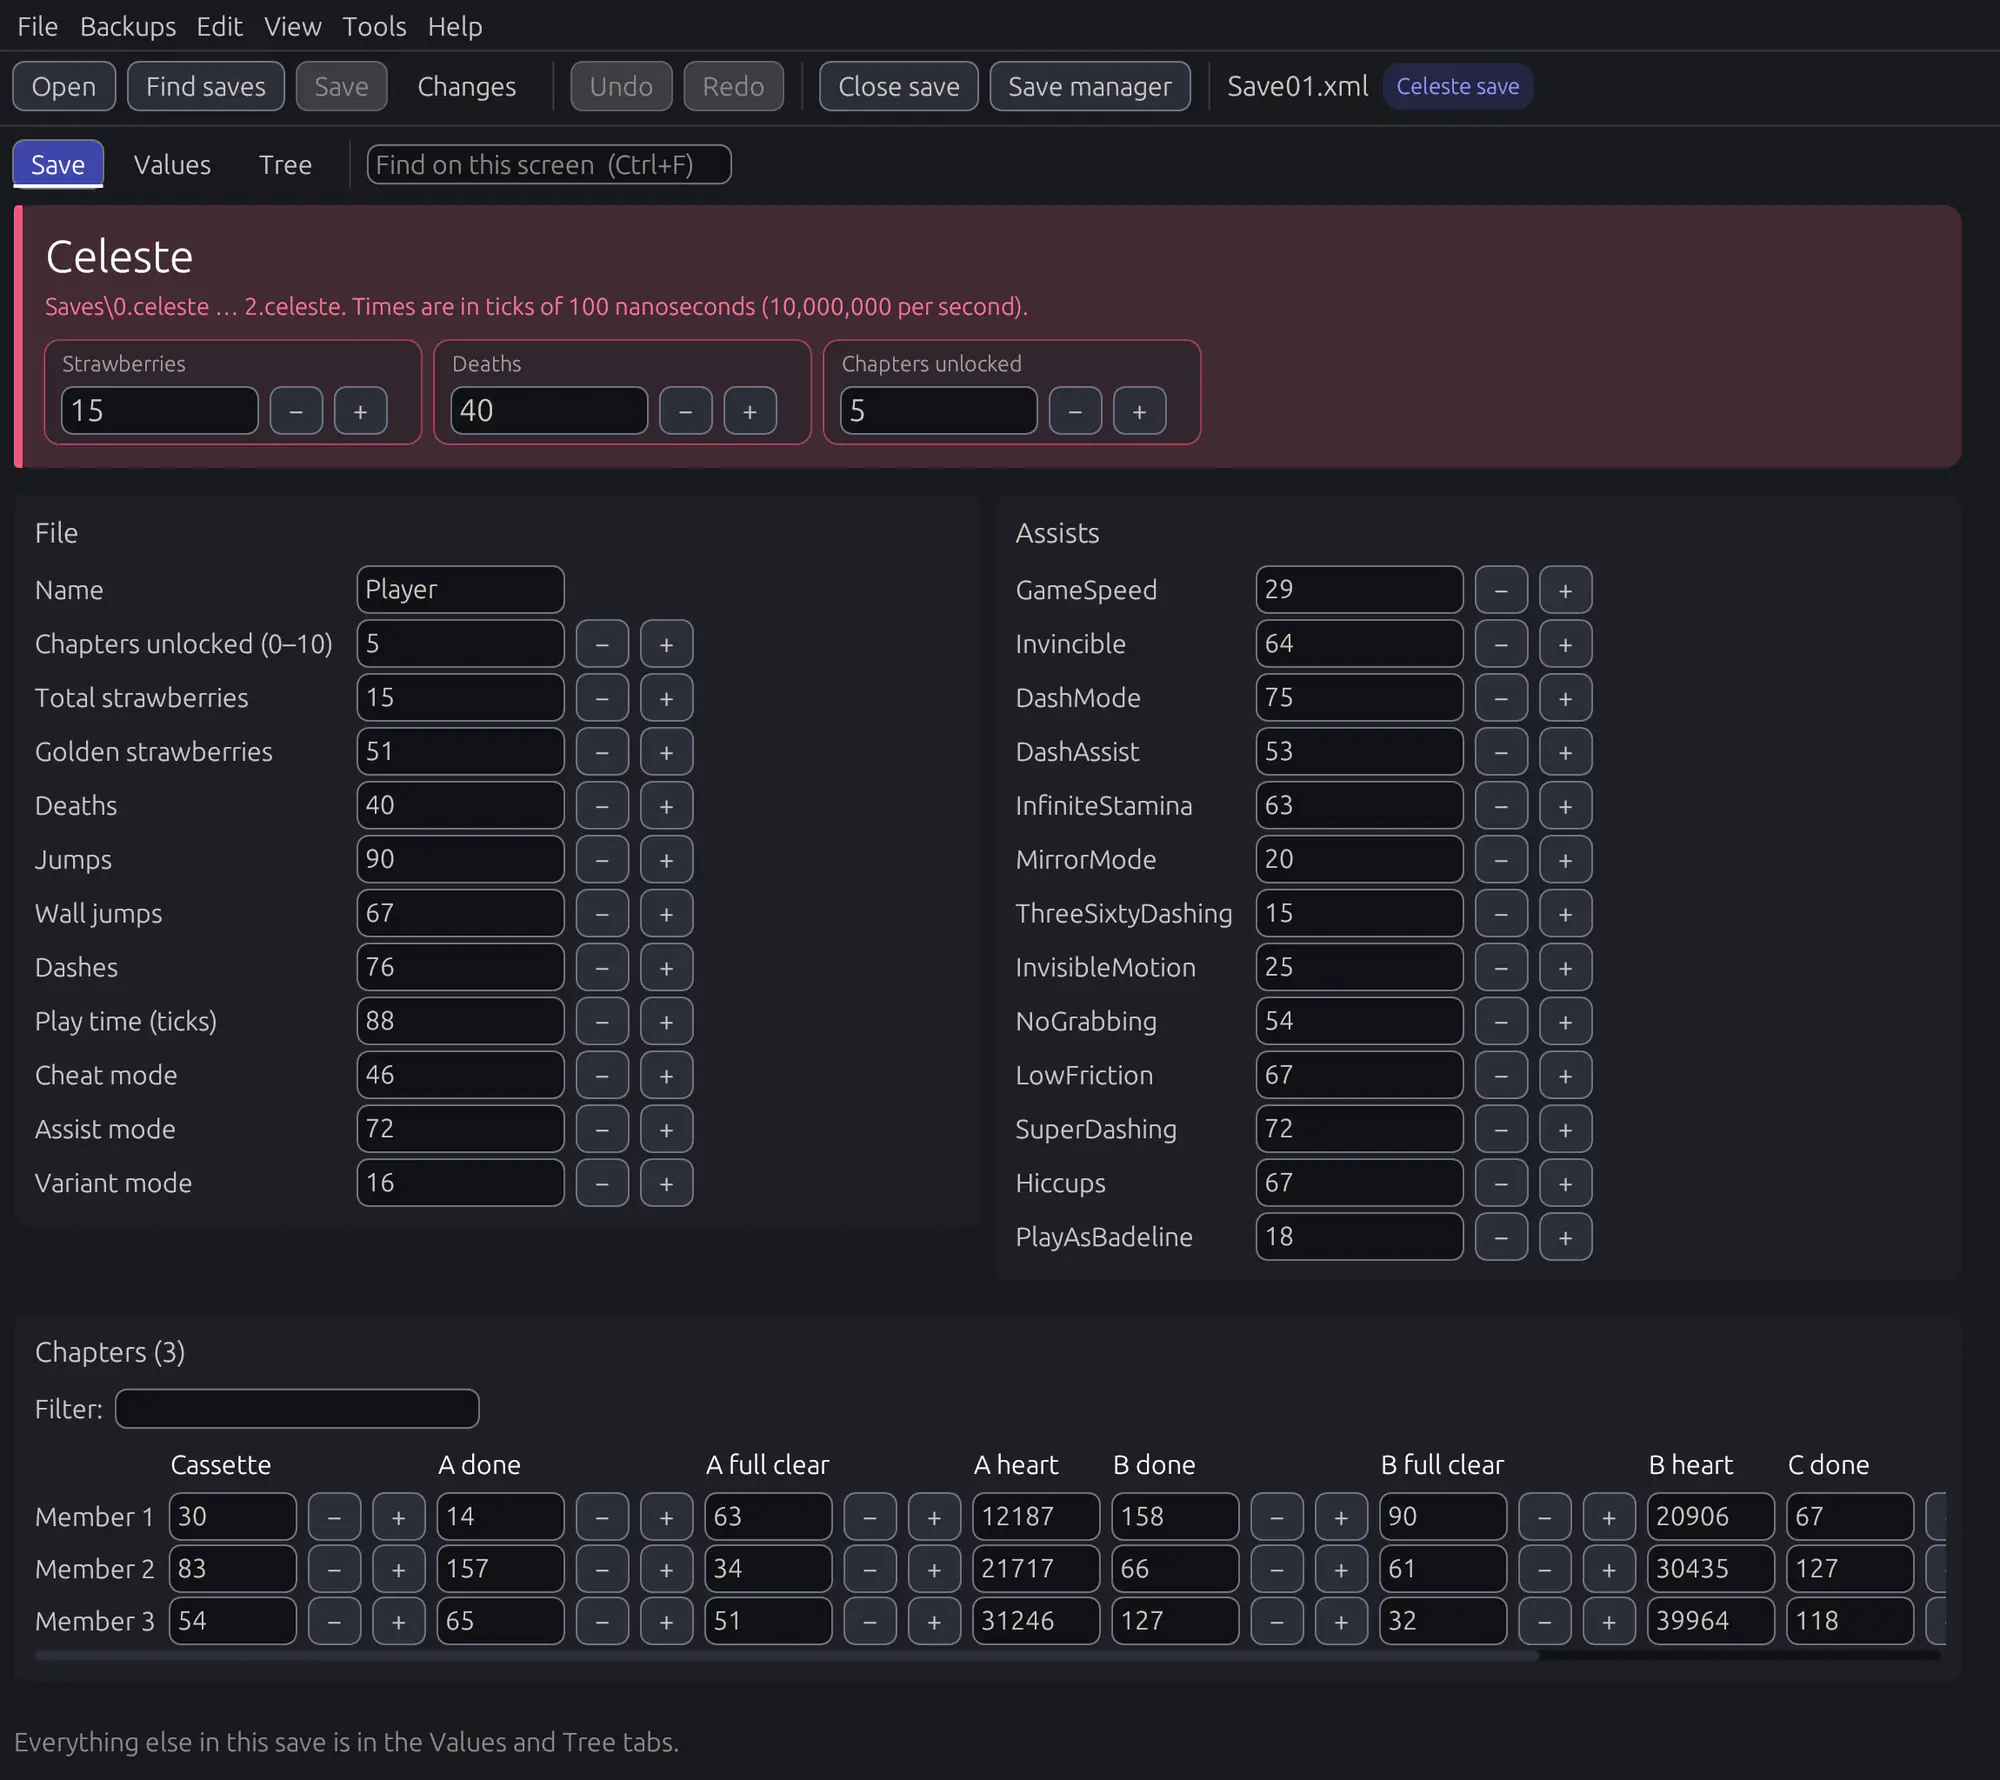 File Backups Edit View Tools Help
Open Find saves Save Changes Undo Redo Close save Save manager Save01.xml Celeste save
Save Values Tree Find on this screen (Ctrl+F)
Celeste
Saves\0.celeste … 2.celeste. Times are in ticks of 100 nanoseconds (10,000,000 per second).
Strawberries Deaths Chapters unlocked
15 − + 40 − + 5 − +
File
Name Player
Chapters unlocked (0–10) 5 − +
Total strawberries 15 − +
Golden strawberries 51 − +
Deaths 40 − +
Jumps 90 − +
Wall jumps 67 − +
Dashes 76 − +
Play time (ticks) 88 − +
Cheat mode 46 − +
Assist mode 72 − +
Variant mode 16 − +
Assists
GameSpeed 29 − +
Invincible 64 − +
DashMode 75 − +
DashAssist 53 − +
InfiniteStamina 63 − +
MirrorMode 20 − +
ThreeSixtyDashing 15 − +
InvisibleMotion 25 − +
NoGrabbing 54 − +
LowFriction 67 − +
SuperDashing 72 − +
Hiccups 67 − +
PlayAsBadeline 18 − +
Chapters (3)
Filter:
Cassette A done A full clear A heart B done B full clear B heart C done
Member 1 30 − + 14 − + 63 − + 12187 158 − + 90 − + 20906 67
Member 2 83 − + 157 − + 34 − + 21717 66 − + 61 − + 30435 127
Member 3 54 − + 65 − + 51 − + 31246 127 − + 32 − + 39964 118
Everything else in this save is in the Values and Tree tabs.